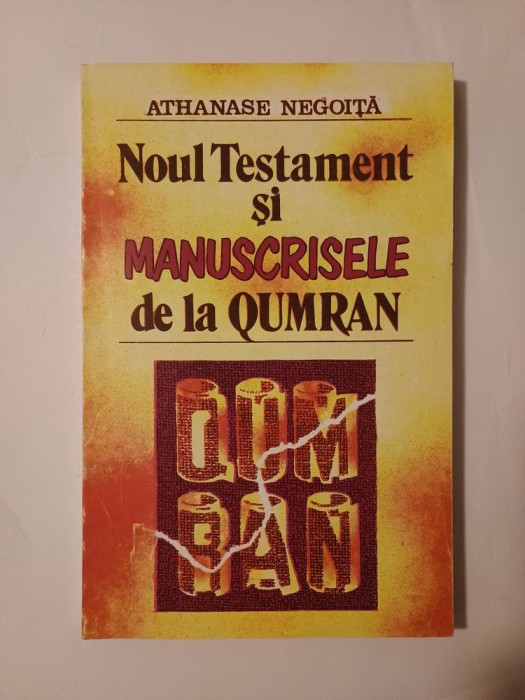 ATHANASE NEGOIȚĂ
Noul Testament
și
MANUSCRISELE
de la QUMRAN
QUM
RAN